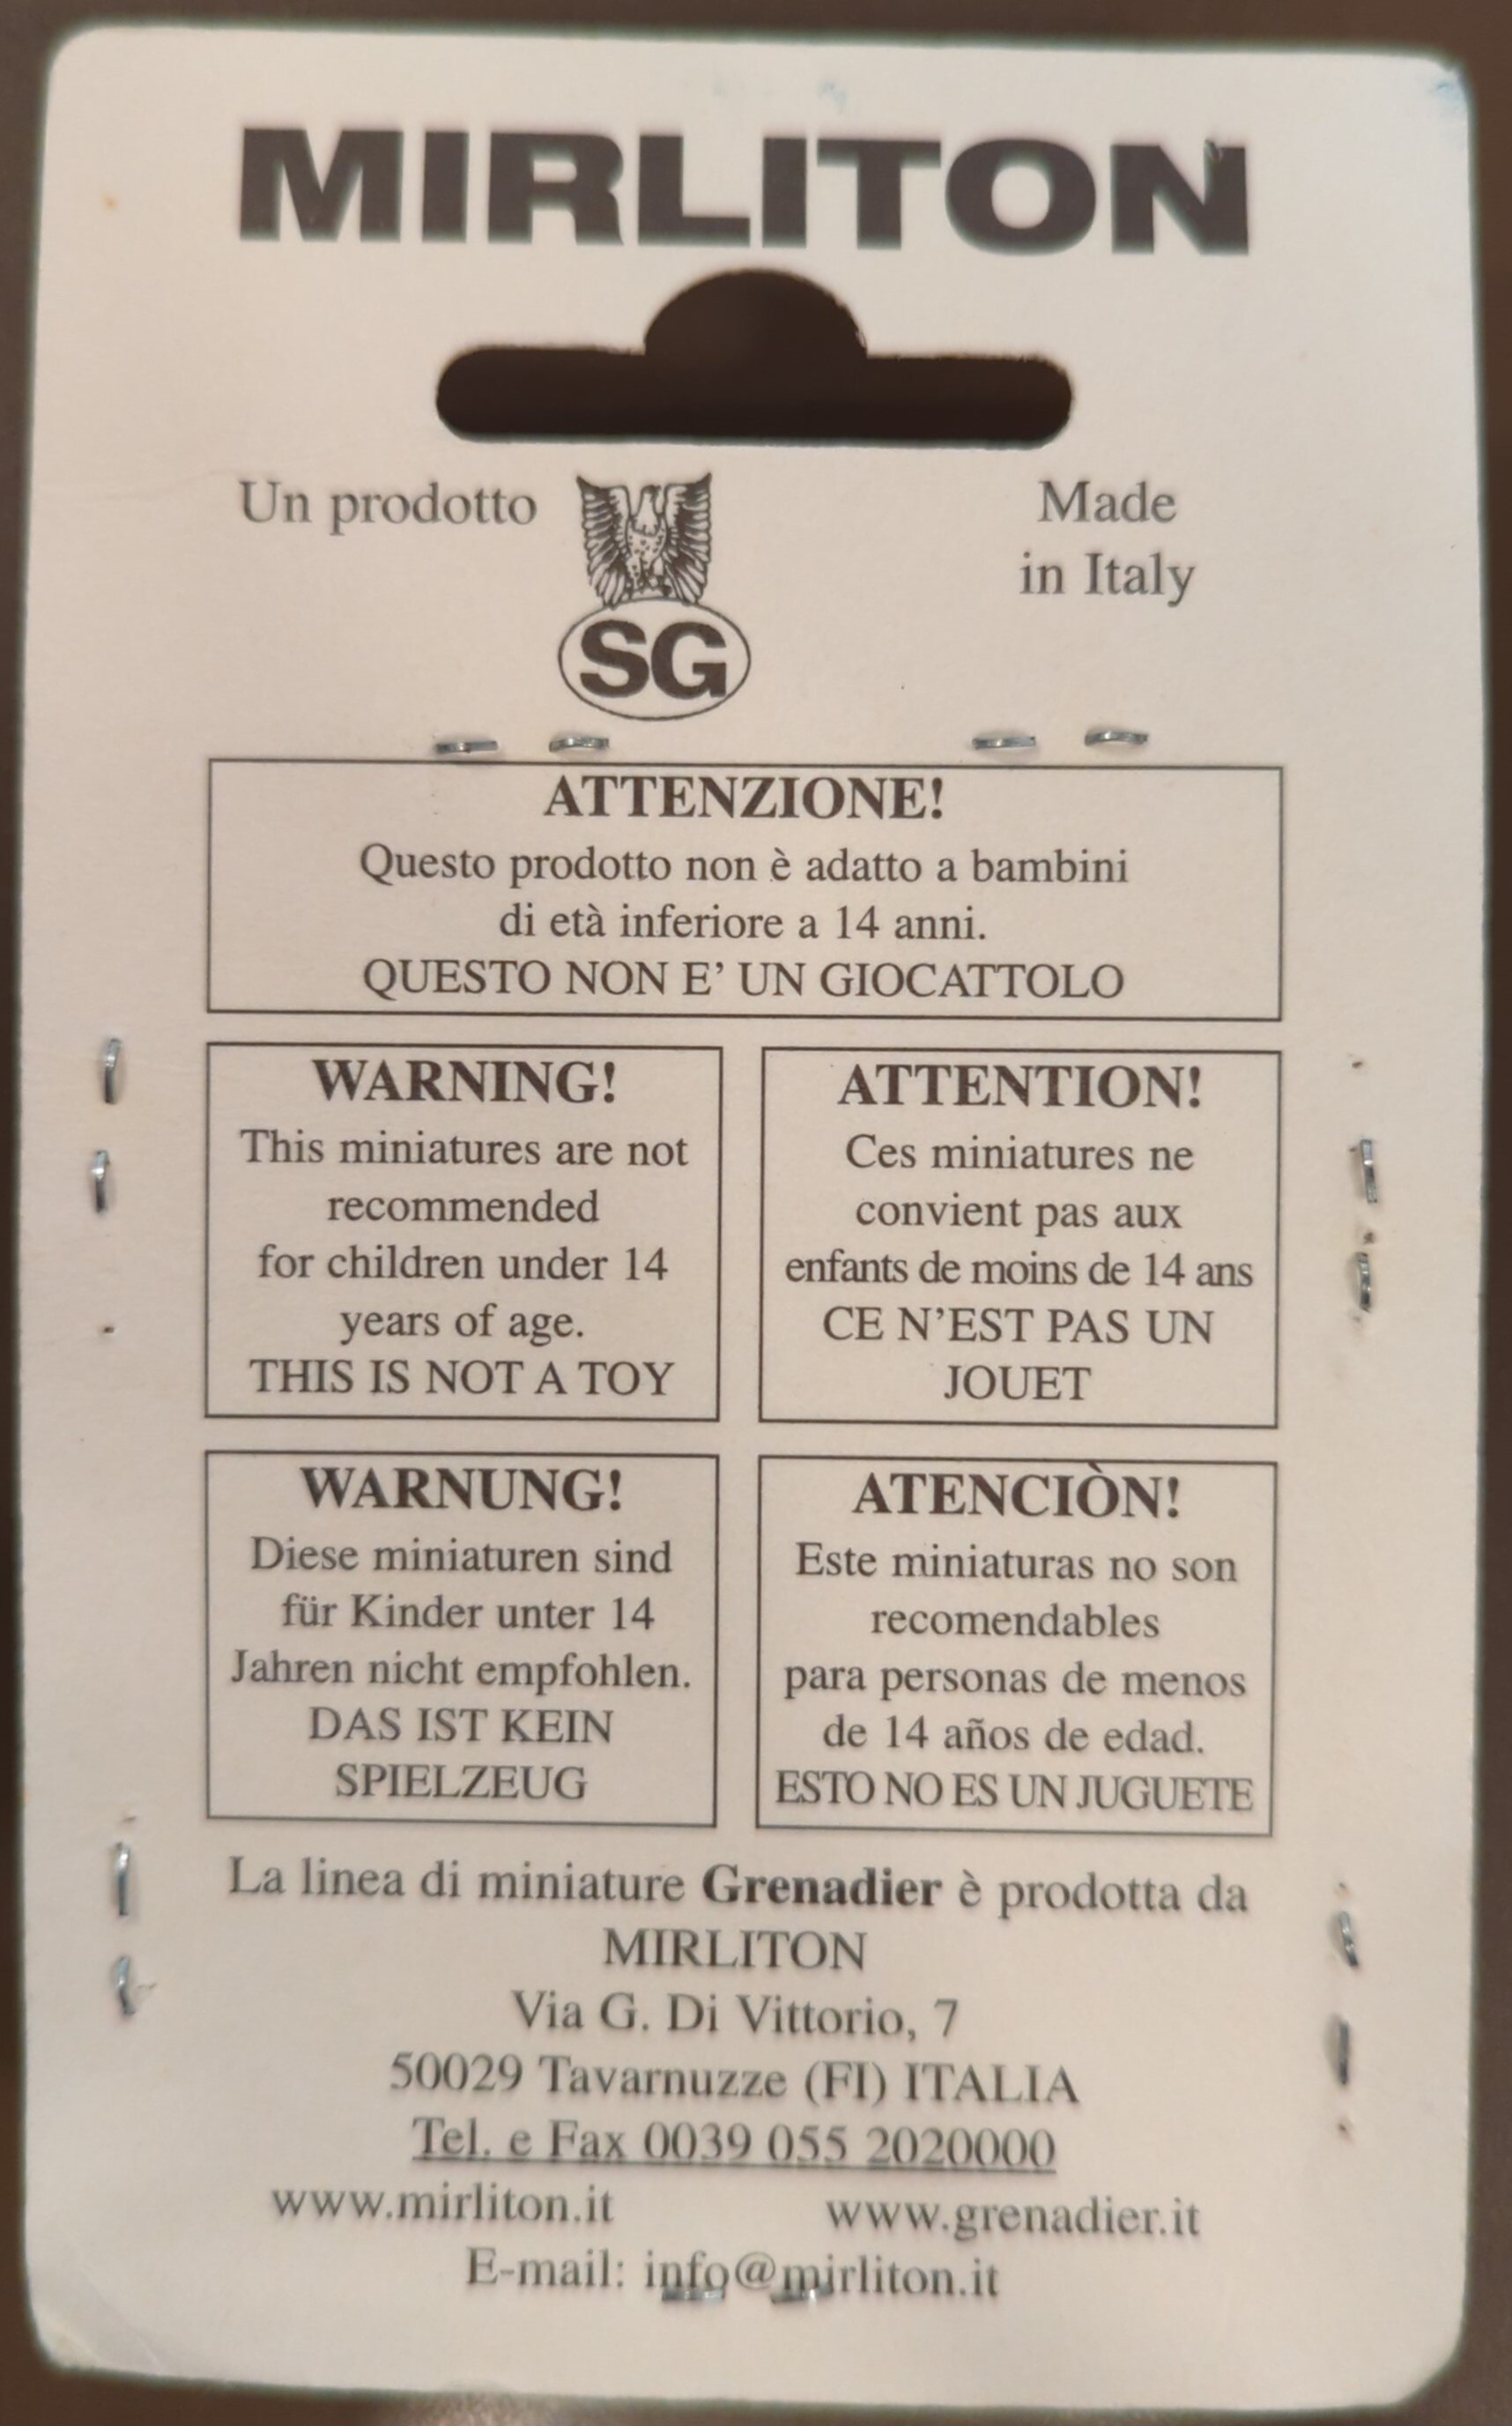 MIRLITON
Un prodotto
SG
Made
in Italy
ATTENZIONE!
Questo prodotto non è adatto a bambini
di età inferiore a 14 anni.
QUESTO NON E' UN GIOCATTOLO
WARNING!
This miniatures are not
recommended
for children under 14
years of age.
THIS IS NOT A TOY
ATTENTION!
Ces miniatures ne
convient pas aux
enfants de moins de 14 ans
CE N'EST PAS UN
JOUET
WARNUNG!
Diese miniaturen sind
für Kinder unter 14
Jahren nicht empfohlen.
DAS IST KEIN
SPIELZEUG
ATENCIÒN!
Este miniaturas no son
recomendables
para personas de menos
de 14 años de edad.
ESTO NO ES UN JUGUETE
La linea di miniature Grenadier è prodotta da
MIRLITON
Via G. Di Vittorio, 7
50029 Tavarnuzze (FI) ITALIA
Tel. e Fax 0039 055 2020000
www.mirliton.it www.grenadier.it
E-mail: info@mirliton.it